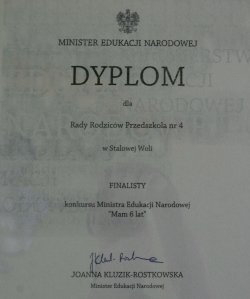 MINISTER EDUKACJI NARODOWEJ
DYPLOM
dla
Rady Rodziców Przedszkola nr 4
w Stalowej Woli
FINALISTY
konkursu Ministra Edukacji Narodowej
"Mam 6 lat"
JOANNA KLUZIK-ROSTKOWSKA
Minister Edukacji Narodowej